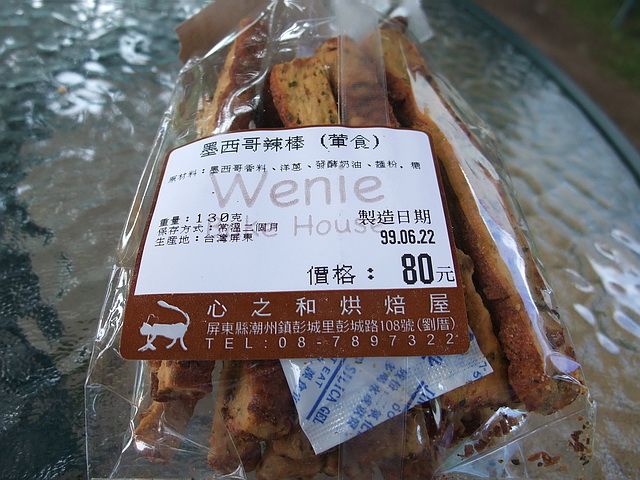 墨西哥辣棒 (葷食)
原材料：墨西哥香料、洋蔥、發酵奶油、麵粉、糖
Wenie
ke House
重量：130克
製造日期
保存方式：常溫二個月
99.06.22
生產地：台灣屏東
價格： 80元
心之和烘焙屋
屏東縣潮州鎮彭城里彭城路108號(劉厝)
TEL:08-7897322
SILICA GEL
EAT